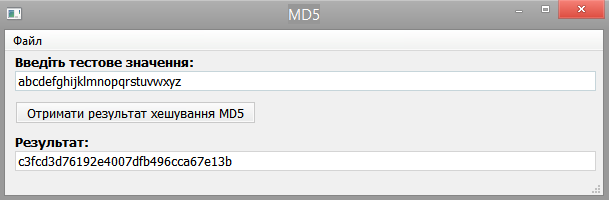 MD5
Файл
Введіть тестове значення:
abcdefghijklmnopqrstuvwxyz
Отримати результат хешування MD5
Результат:
c3fcd3d76192e4007dfb496cca67e13b